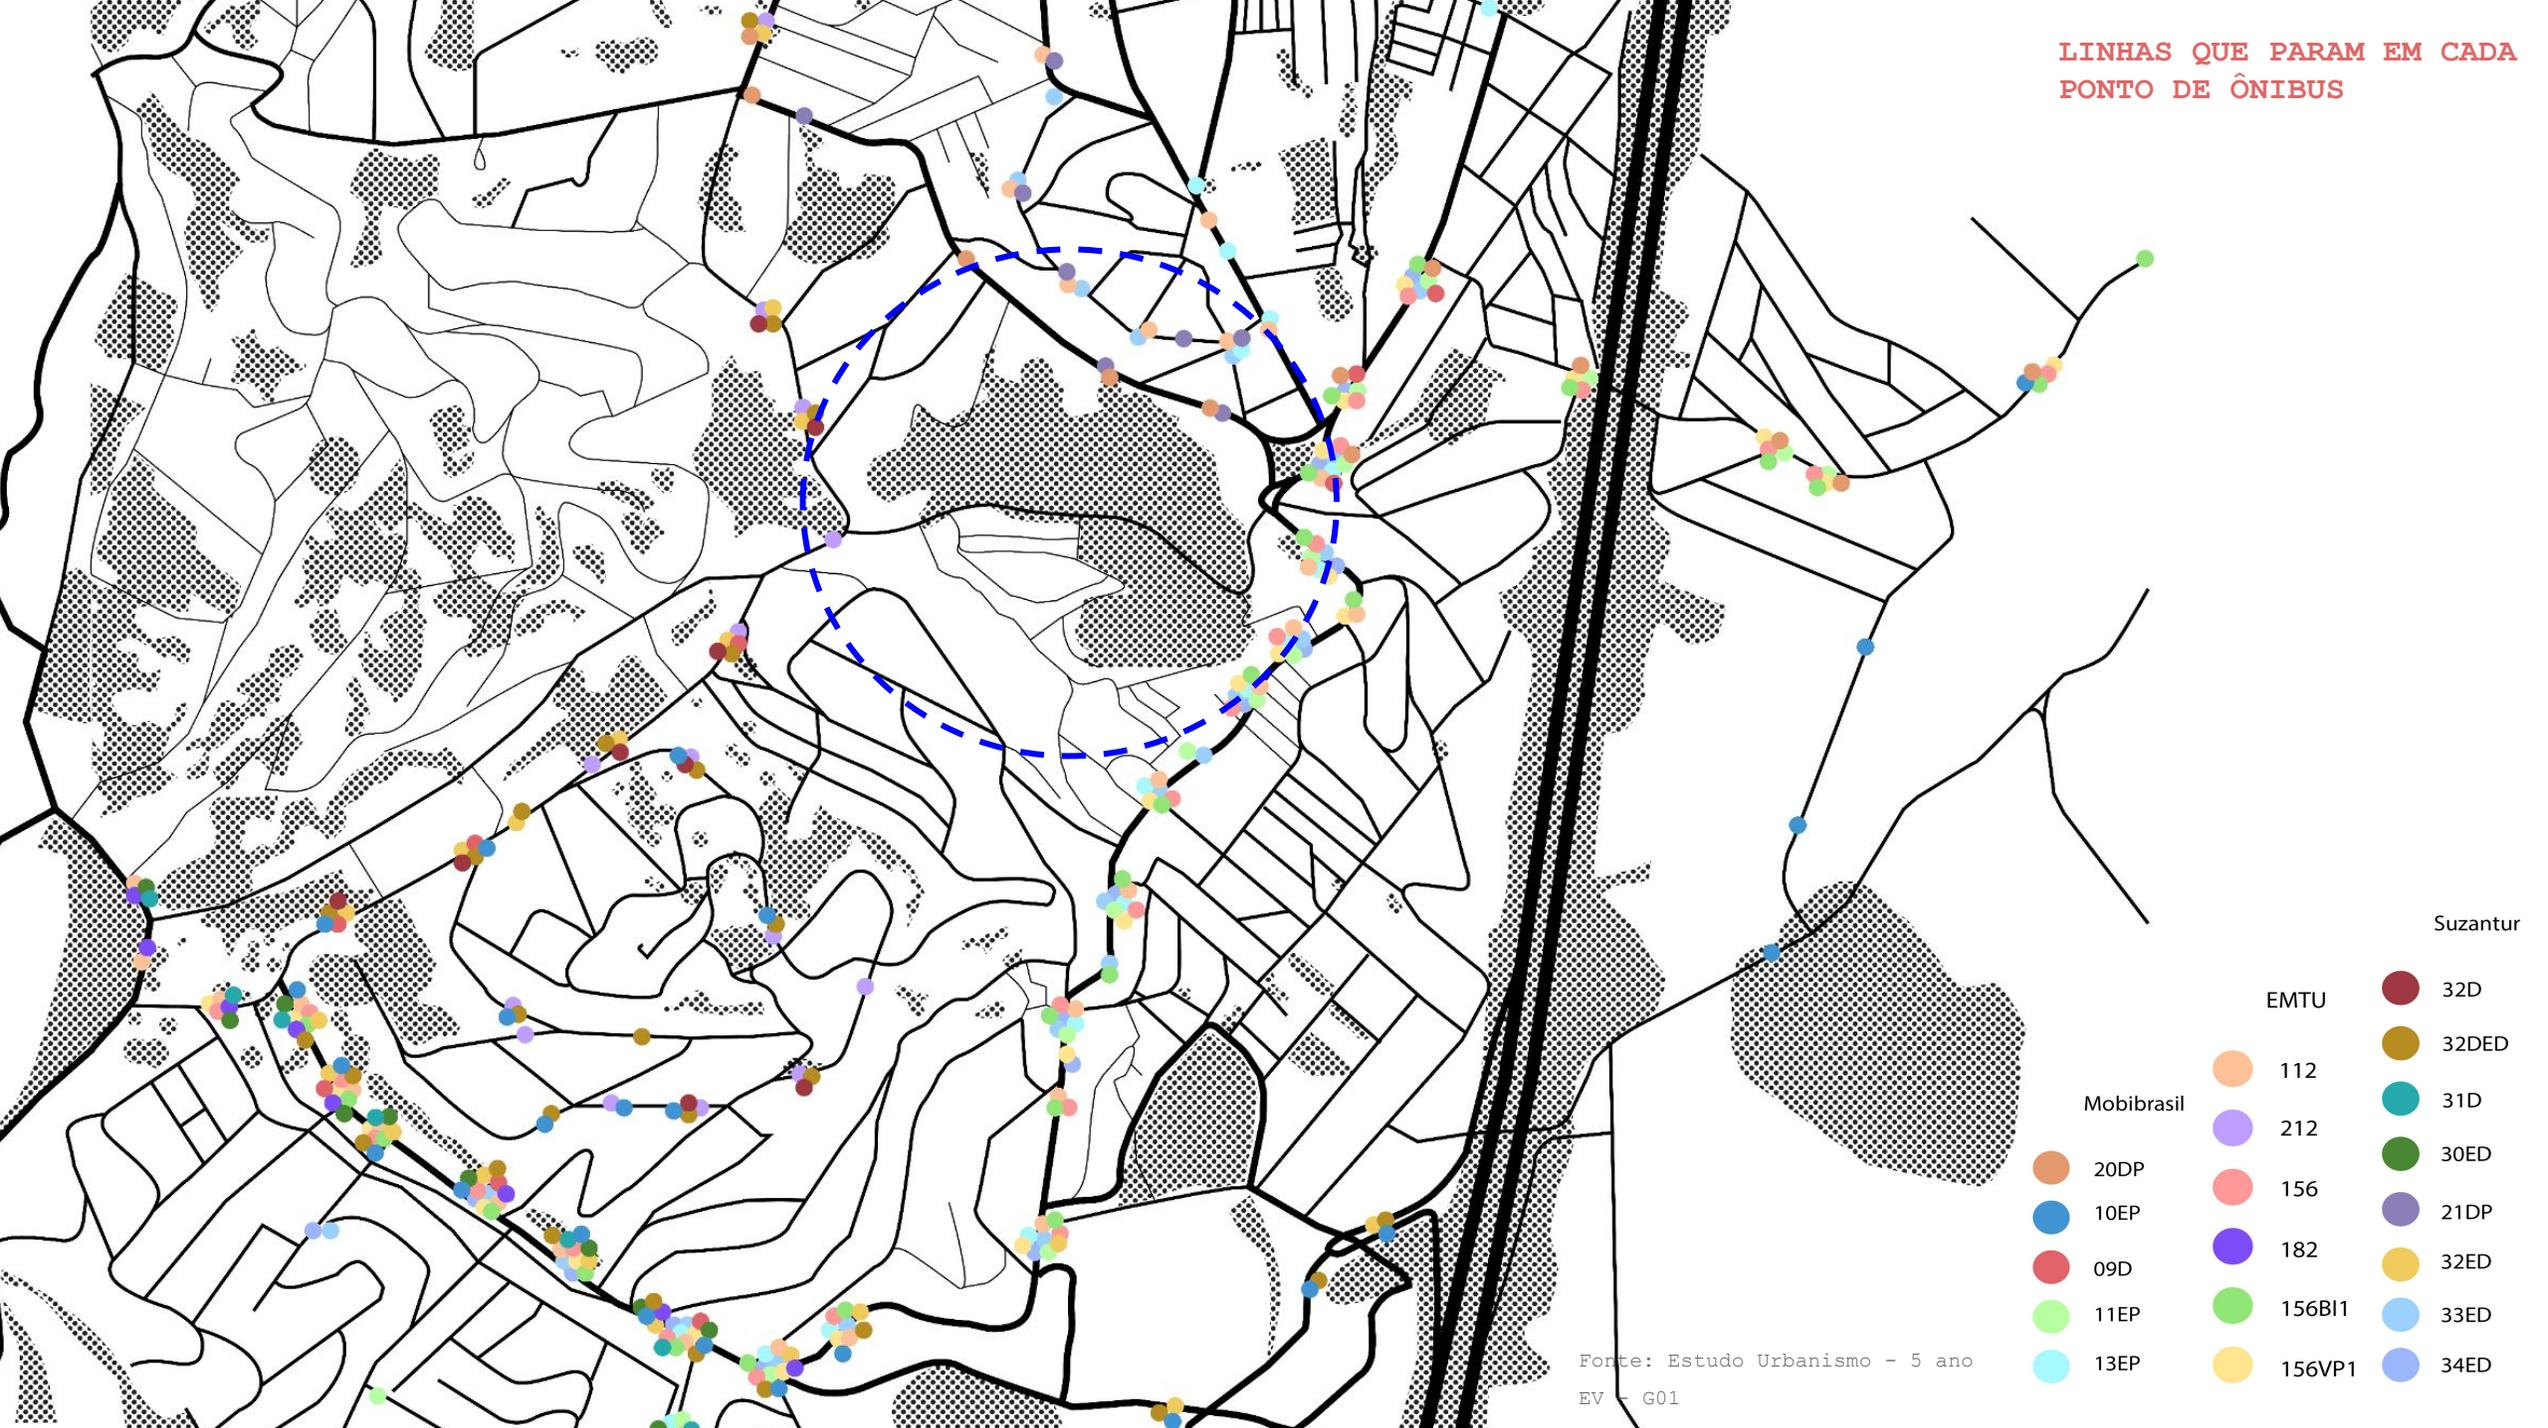 LINHAS QUE PARAM EM CADA
PONTO DE ÔNIBUS
Mobibrasil
20DP
10EP
09D
11EP
13EP
EMTU
112
212
156
182
156BI1
156VP1
Suzantur
32D
32DED
31D
30ED
21DP
32ED
33ED
34ED
Fonte: Estudo Urbanismo - 5 ano
EV - G01